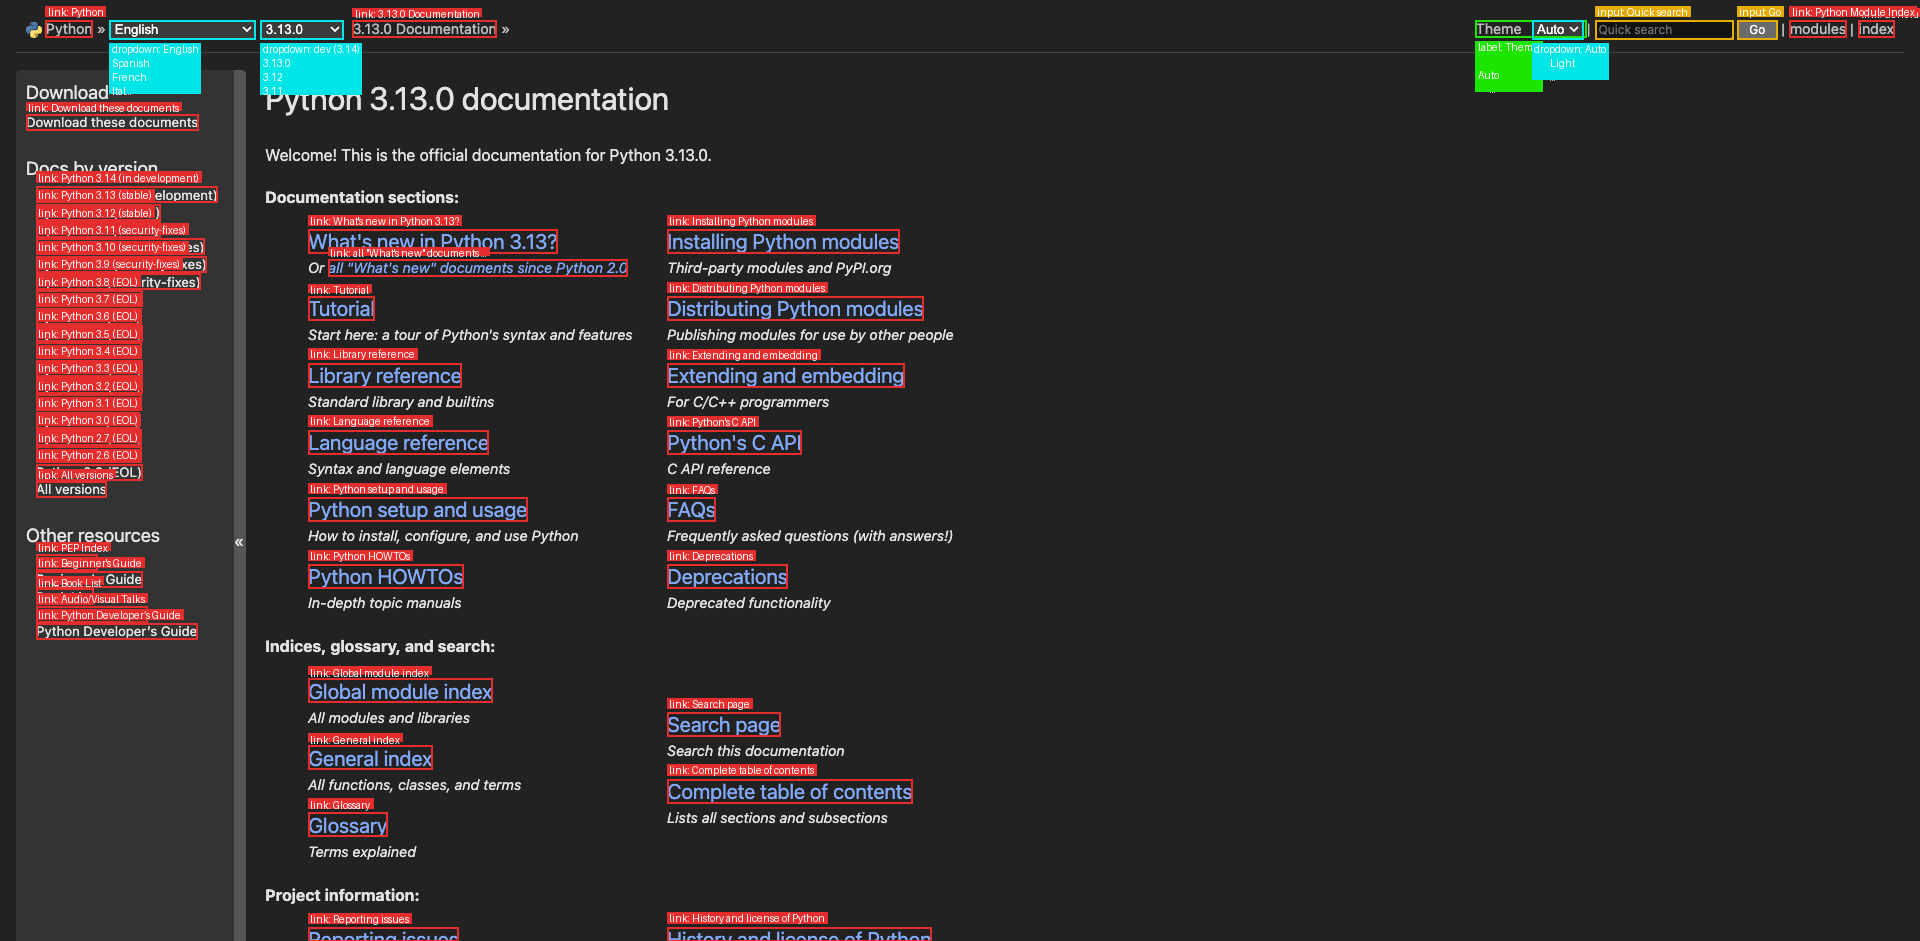 link: Python
link: 3.13.0 Documentation
input: Quick search
input: Go
link: Python Module Index
Python » English 3.13.0 3.13.0 Documentation »
Theme Auto | Quick search Go | modules | index
dropdown: English
Spanish
French
Ital...
dropdown: dev (3.14)
3.13.0
3.12
3.11
label: Them
Auto
...
dropdown: Auto
Light
...
Download
link: Download these documents
Download these documents
Docs by version
link: Python 3.14 (in development)
link: Python 3.13 (stable) elopment)
link: Python 3.12 (stable) )
link: Python 3.11 (security-fixes)
link: Python 3.10 (security-fixes) es)
link: Python 3.9 (security-fixes) xes)
link: Python 3.8 (EOL) rity-fixes)
link: Python 3.7 (EOL)
link: Python 3.6 (EOL)
link: Python 3.5 (EOL)
link: Python 3.4 (EOL)
link: Python 3.3 (EOL)
link: Python 3.2 (EOL)
link: Python 3.1 (EOL)
link: Python 3.0 (EOL)
link: Python 2.7 (EOL)
link: Python 2.6 (EOL)
link: All versions
All versions
Other resources
link: PEP Index
link: Beginner's Guide
Guide
link: Book List
link: Audio/Visual Talks
link: Python Developer's Guide
Python Developer's Guide
«
Python 3.13.0 documentation
Welcome! This is the official documentation for Python 3.13.0.
Documentation sections:
link: What's new in Python 3.13?
What's new in Python 3.13?
link: all "What's new" documents...
Or all "What's new" documents since Python 2.0
link: Tutorial
Tutorial
Start here: a tour of Python's syntax and features
link: Library reference
Library reference
Standard library and builtins
link: Language reference
Language reference
Syntax and language elements
link: Python setup and usage
Python setup and usage
How to install, configure, and use Python
link: Python HOWTOs
Python HOWTOs
In-depth topic manuals
link: Installing Python modules
Installing Python modules
Third-party modules and PyPI.org
link: Distributing Python modules
Distributing Python modules
Publishing modules for use by other people
link: Extending and embedding
Extending and embedding
For C/C++ programmers
link: Python's C API
Python's C API
C API reference
link: FAQs
FAQs
Frequently asked questions (with answers!)
link: Deprecations
Deprecations
Deprecated functionality
Indices, glossary, and search:
link: Global module index
Global module index
All modules and libraries
link: General index
General index
All functions, classes, and terms
link: Glossary
Glossary
Terms explained
link: Search page
Search page
Search this documentation
link: Complete table of contents
Complete table of contents
Lists all sections and subsections
Project information:
link: Reporting issues
Reporting issues
link: History and license of Python
History and license of Python